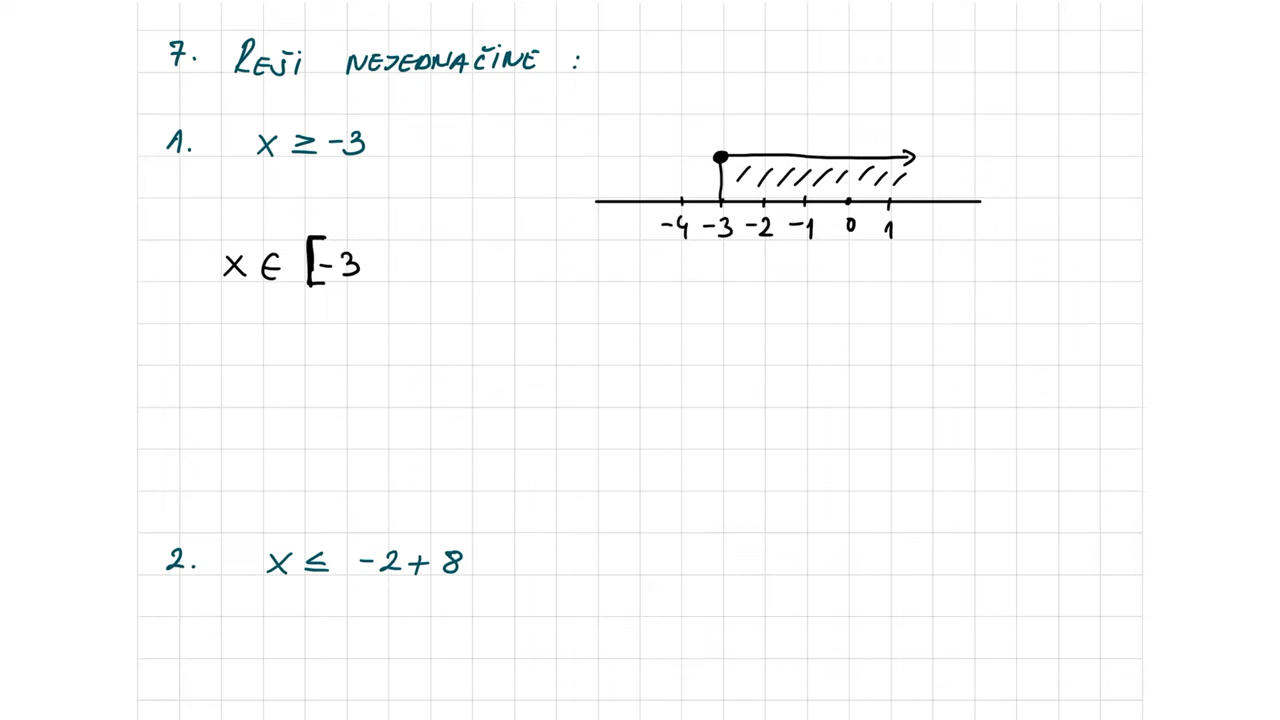 7. REŠI NEJEDNAČINE :
1. x ≥ -3
-4 -3 -2 -1 0 1
x ∈ [-3
2. x ≤ -2 + 8